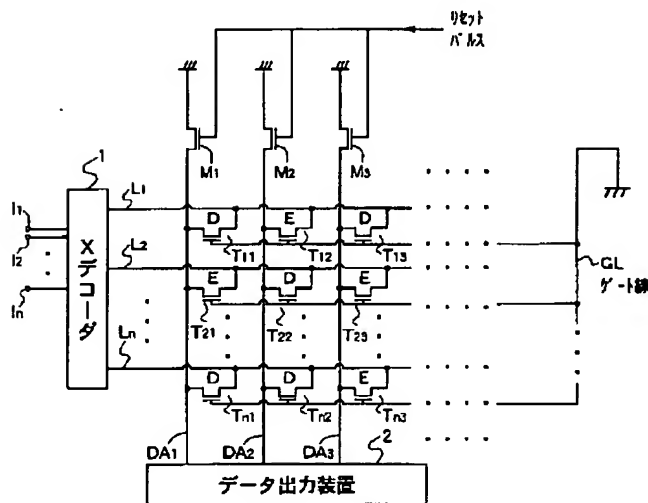 リセット
パルス
M1 M2 M3
1
L1
I1
I2
In
Xデコーダ
D E D
T11 T12 T13
L2
E D E
T21 T22 T23
GL
ゲート線
Ln
D D E
Tn1 Tn2 Tn3
DA1 DA2 DA3
2
データ出力装置